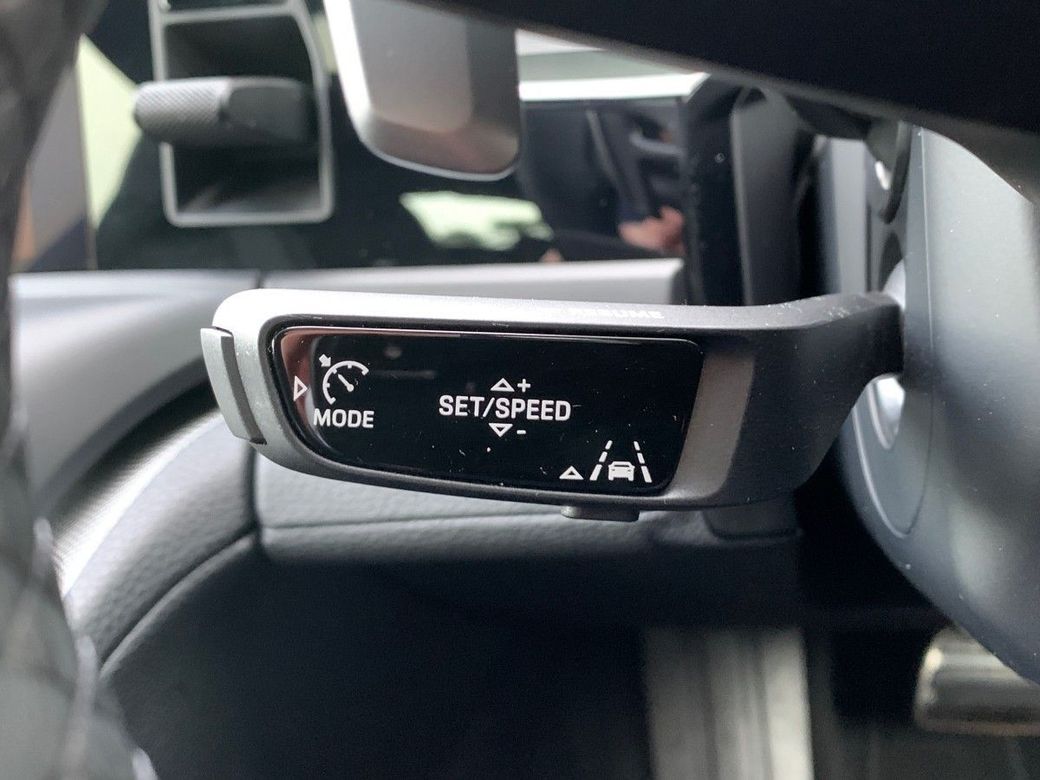 RESUME
MODE
+
SET/SPEED
-